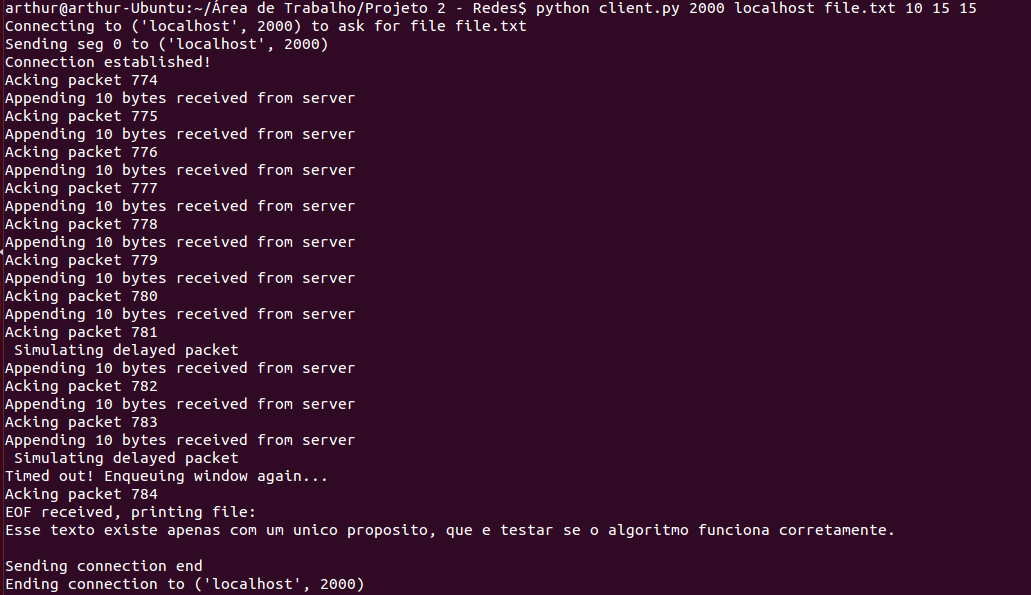 arthur@arthur-Ubuntu:~/Área de Trabalho/Projeto 2 - Redes$ python client.py 2000 localhost file.txt 10 15 15
Connecting to ('localhost', 2000) to ask for file file.txt
Sending seg 0 to ('localhost', 2000)
Connection established!
Acking packet 774
Appending 10 bytes received from server
Acking packet 775
Appending 10 bytes received from server
Acking packet 776
Appending 10 bytes received from server
Acking packet 777
Appending 10 bytes received from server
Acking packet 778
Appending 10 bytes received from server
Acking packet 779
Appending 10 bytes received from server
Acking packet 780
Appending 10 bytes received from server
Acking packet 781
 Simulating delayed packet
Appending 10 bytes received from server
Acking packet 782
Appending 10 bytes received from server
Acking packet 783
Appending 10 bytes received from server
 Simulating delayed packet
Timed out! Enqueuing window again...
Acking packet 784
EOF received, printing file:
Esse texto existe apenas com um unico proposito, que e testar se o algoritmo funciona corretamente.

Sending connection end
Ending connection to ('localhost', 2000)